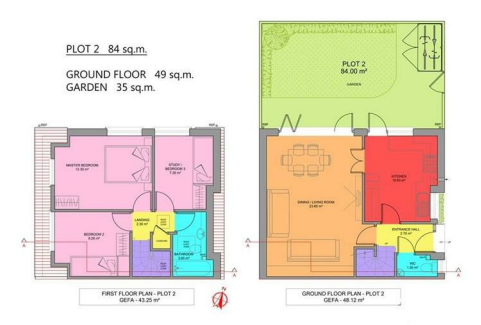 PLOT 2 84 sq.m.
GROUND FLOOR 49 sq.m.
GARDEN 35 sq.m.
PLOT 2
84.00 m²
GARDEN
MASTER BEDROOM
STUDY /
BEDROOM 3
BEDROOM 2
LANDING
BATHROOM
DINING / LIVING ROOM
KITCHEN
ENTRANCE HALL
WC
A
A
A
A
N
FIRST FLOOR PLAN - PLOT 2
GEFA - 43.25 m²
GROUND FLOOR PLAN - PLOT 2
GEFA - 48.12 m²